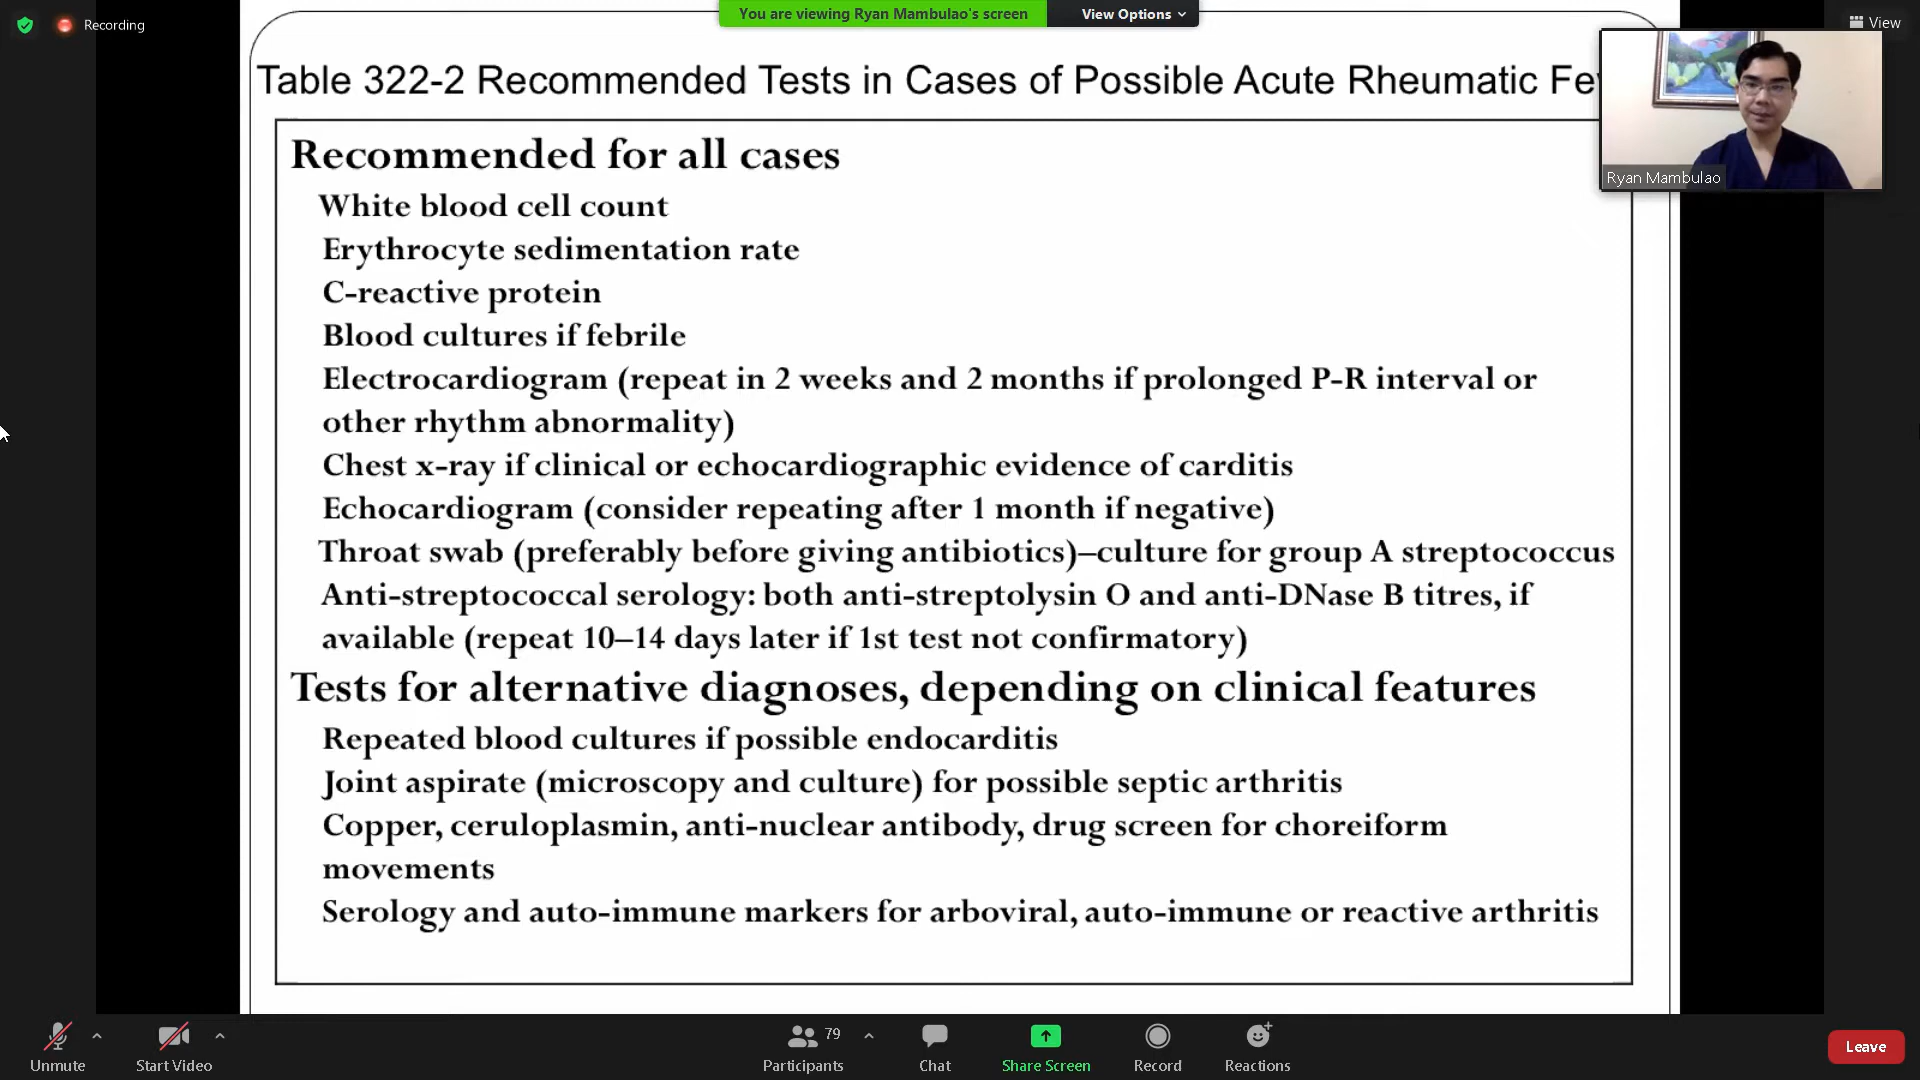 You are viewing Ryan Mambulao's screen
View Options
Recording
View
Table 322-2 Recommended Tests in Cases of Possible Acute Rheumatic
Ryan Mambulao
Recommended for all cases
White blood cell count
Erythrocyte sedimentation rate
C-reactive protein
Blood cultures if febrile
Electrocardiogram (repeat in 2 weeks and 2 months if prolonged P-R interval or
other rhythm abnormality)
Chest x-ray if clinical or echocardiographic evidence of carditis
Echocardiogram (consider repeating after 1 month if negative)
Throat swab (preferably before giving antibiotics)–culture for group A streptococcus
Anti-streptococcal serology: both anti-streptolysin O and anti-DNase B titres, if
available (repeat 10–14 days later if 1st test not confirmatory)
Tests for alternative diagnoses, depending on clinical features
Repeated blood cultures if possible endocarditis
Joint aspirate (microscopy and culture) for possible septic arthritis
Copper, ceruloplasmin, anti-nuclear antibody, drug screen for choreiform
movements
Serology and auto-immune markers for arboviral, auto-immune or reactive arthritis
Unmute
Start Video
79
Participants
Chat
Share Screen
Record
Reactions
Leave